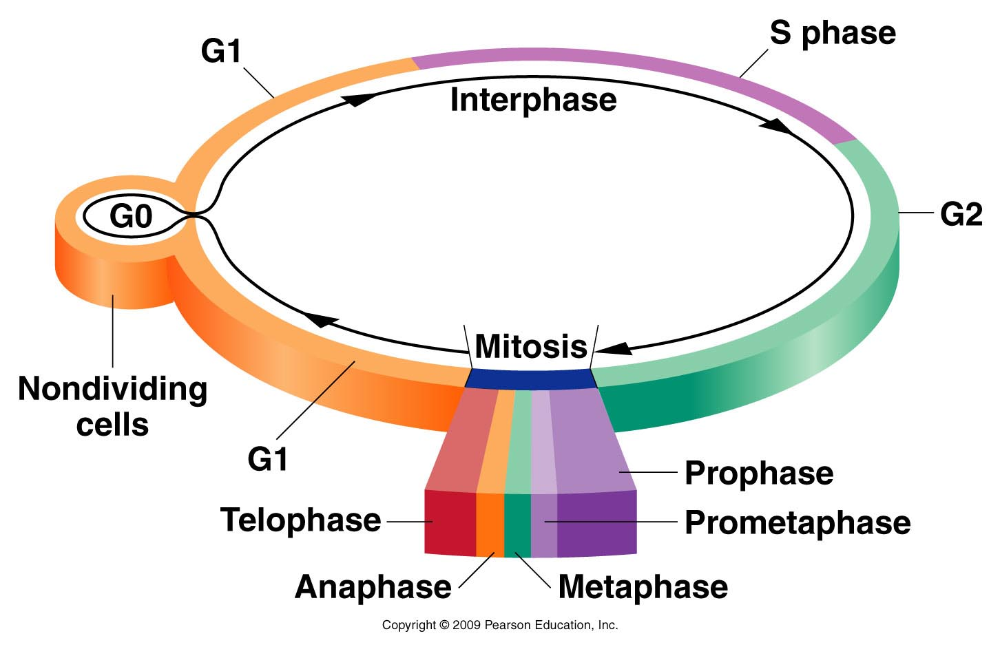 S phase
G1
Interphase
G0
G2
Mitosis
Nondividing
cells
G1
Prophase
Telophase
Prometaphase
Anaphase
Metaphase
Copyright © 2009 Pearson Education, Inc.